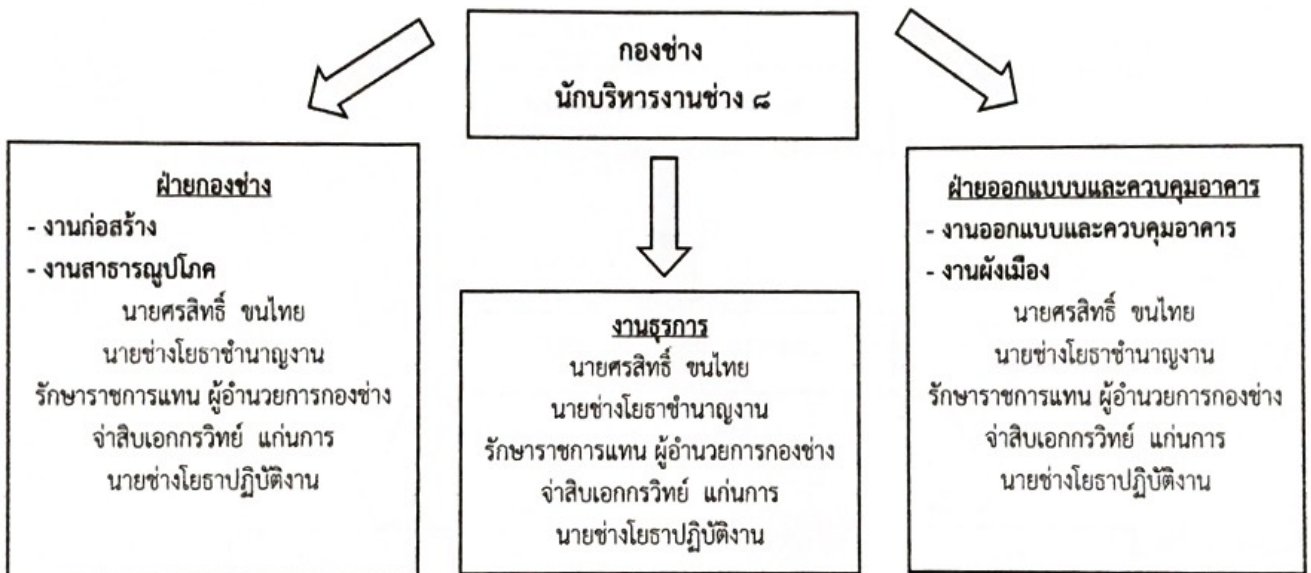 กองช่าง
นักบริหารงานช่าง ๘
ฝ่ายกองช่าง
- งานก่อสร้าง
- งานสาธารณูปโภค
นายศรสิทธิ์ ขนไทย
นายช่างโยธาชำนาญงาน
รักษาราชการแทน ผู้อำนวยการกองช่าง
จ่าสิบเอกกรวิทย์ แก่นการ
นายช่างโยธาปฏิบัติงาน
งานธุรการ
นายศรสิทธิ์ ขนไทย
นายช่างโยธาชำนาญงาน
รักษาราชการแทน ผู้อำนวยการกองช่าง
จ่าสิบเอกกรวิทย์ แก่นการ
นายช่างโยธาปฏิบัติงาน
ฝ่ายออกแบบบและควบคุมอาคาร
- งานออกแบบและควบคุมอาคาร
- งานผังเมือง
นายศรสิทธิ์ ขนไทย
นายช่างโยธาชำนาญงาน
รักษาราชการแทน ผู้อำนวยการกองช่าง
จ่าสิบเอกกรวิทย์ แก่นการ
นายช่างโยธาปฏิบัติงาน